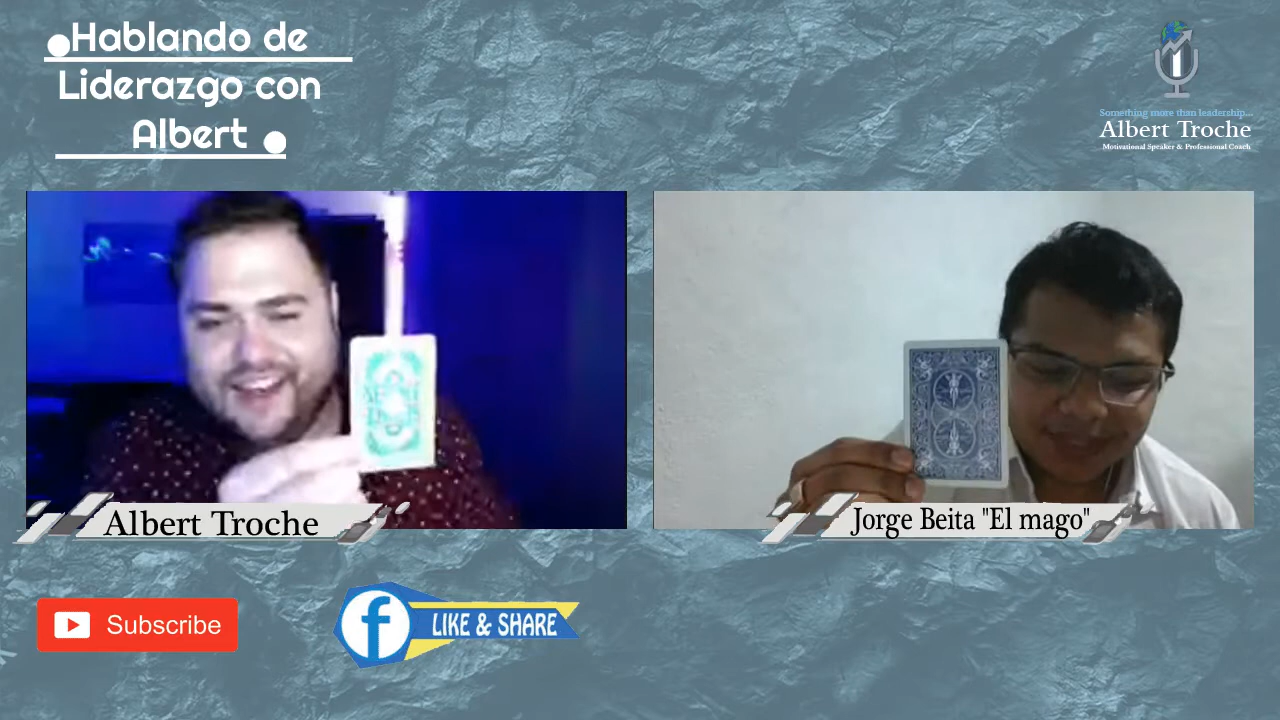 Hablando de
Liderazgo con
Albert
Something more than leadership...
Albert Troche
Motivational Speaker & Professional Coach
Albert Troche
Jorge Beita "El mago"
Subscribe
f LIKE & SHARE